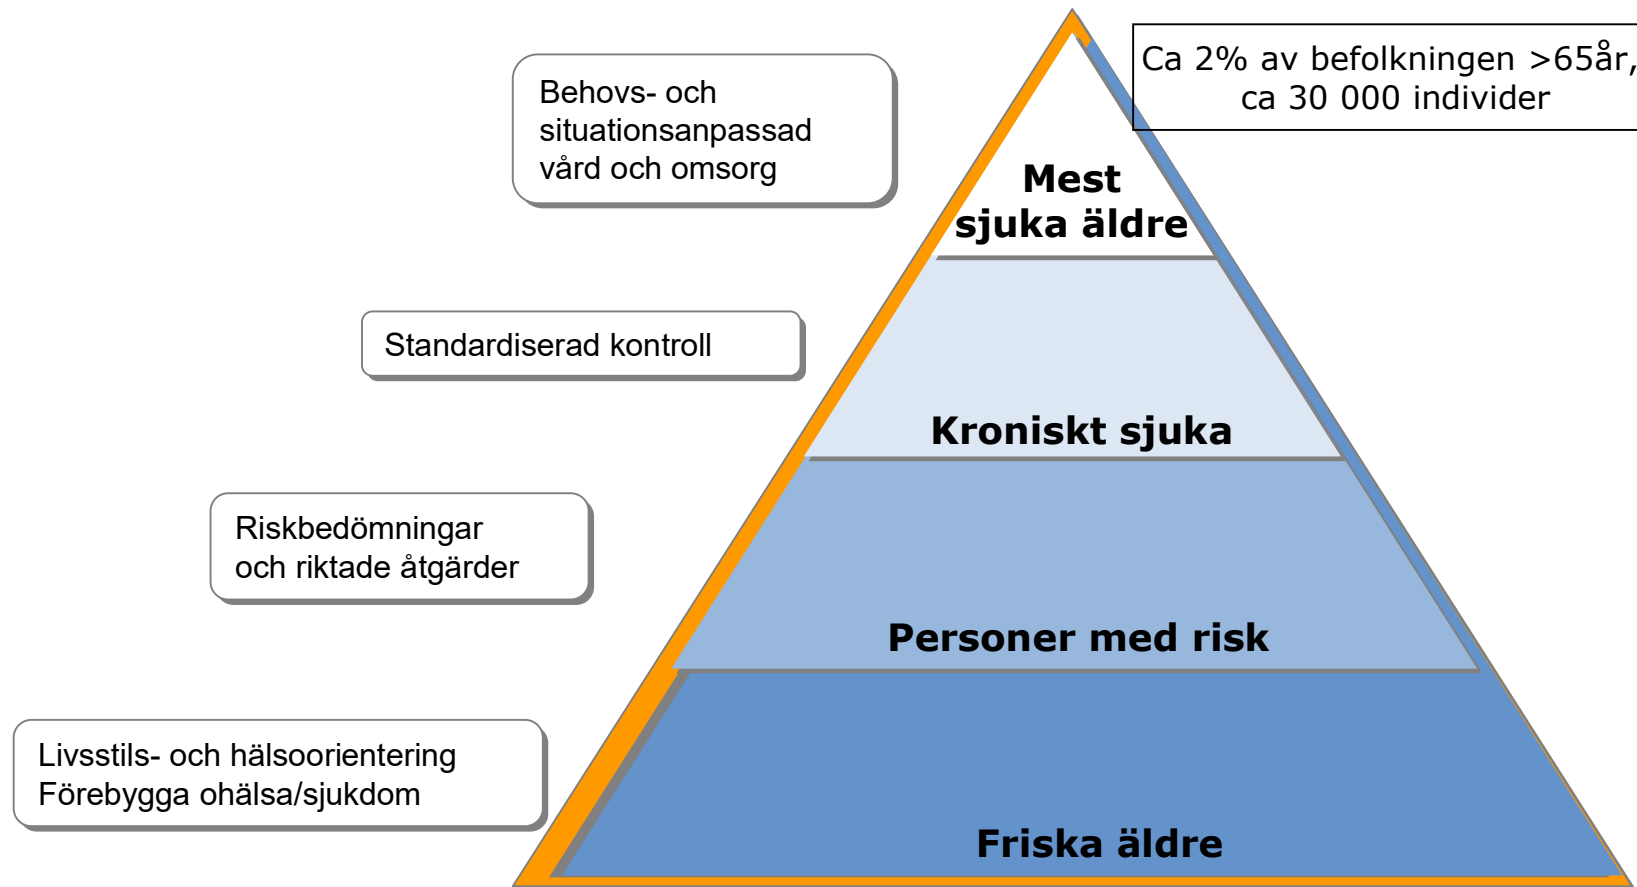 Ca 2% av befolkningen >65år,
ca 30 000 individer
Behovs- och
situationsanpassad
vård och omsorg
Mest
sjuka äldre
Standardiserad kontroll
Kroniskt sjuka
Riskbedömningar
och riktade åtgärder
Personer med risk
Livsstils- och hälsoorientering
Förebygga ohälsa/sjukdom
Friska äldre